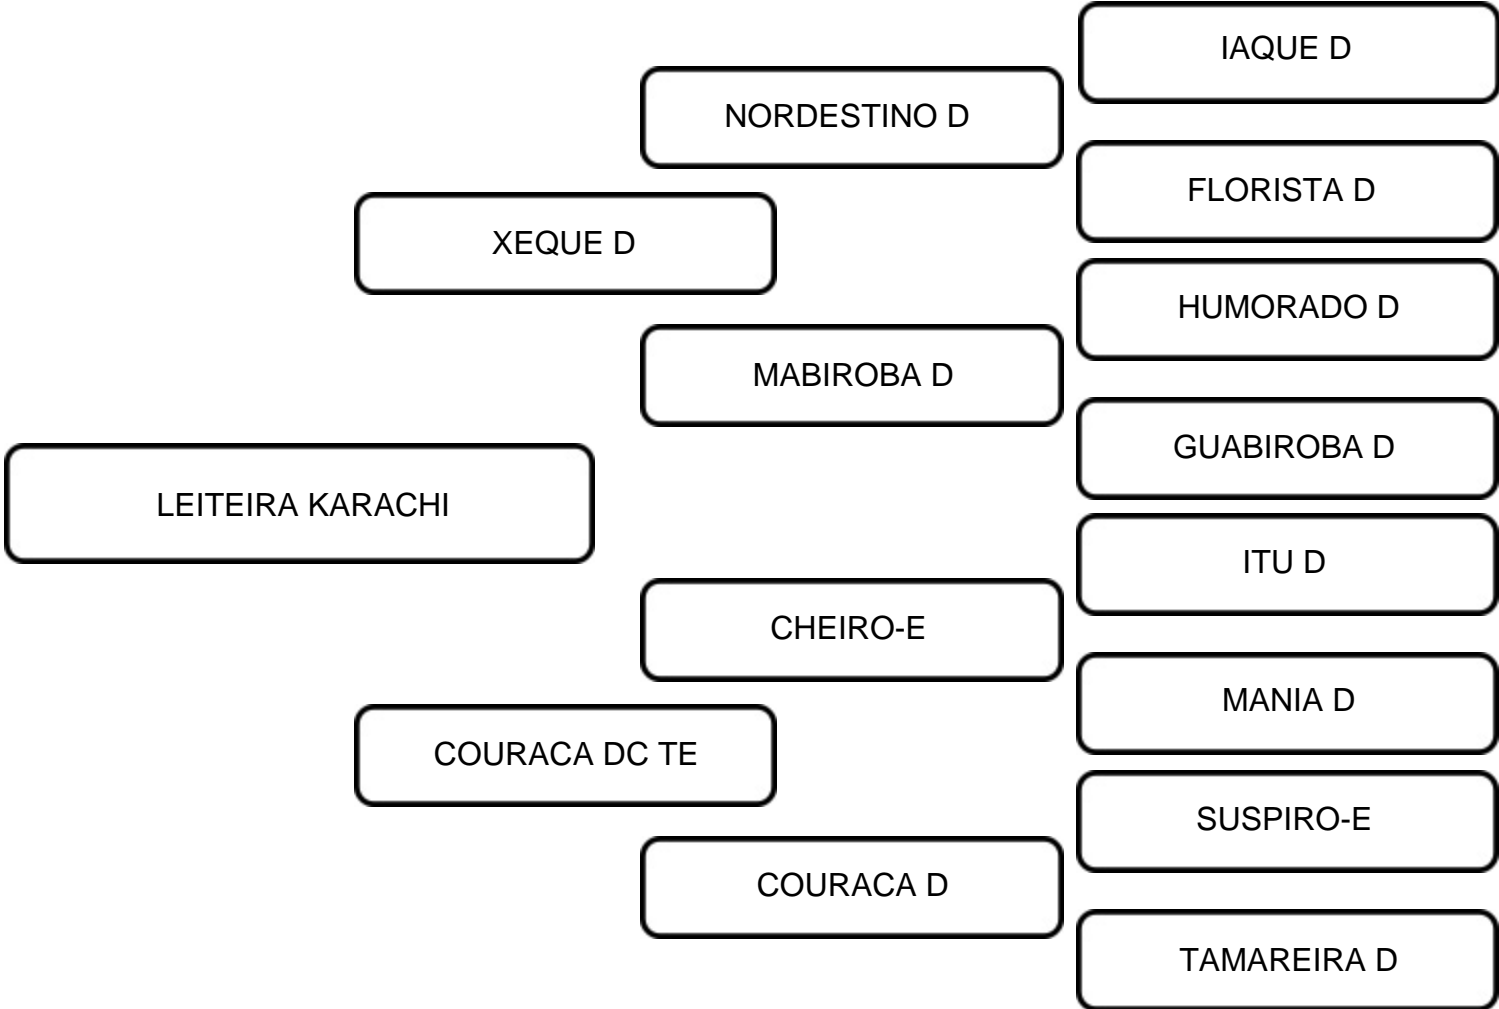 IAQUE D
NORDESTINO D
FLORISTA D
XEQUE D
HUMORADO D
MABIROBA D
GUABIROBA D
LEITEIRA KARACHI
ITU D
CHEIRO-E
MANIA D
COURACA DC TE
SUSPIRO-E
COURACA D
TAMAREIRA D